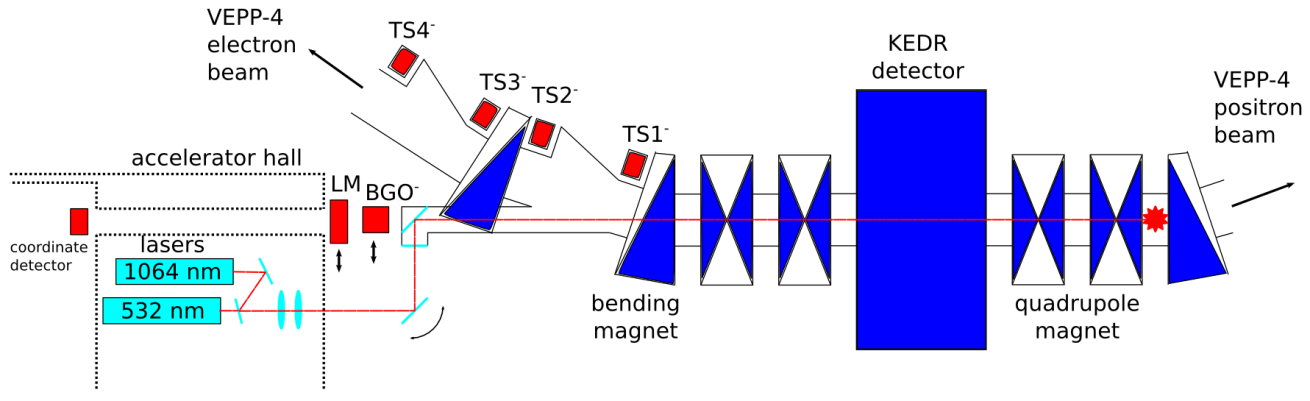 VEPP-4
electron
beam
TS4-
TS3-
TS2-
TS1-
KEDR
detector
VEPP-4
positron
beam
accelerator hall
LM
BGO-
coordinate
detector
lasers
1064 nm
532 nm
bending
magnet
quadrupole
magnet